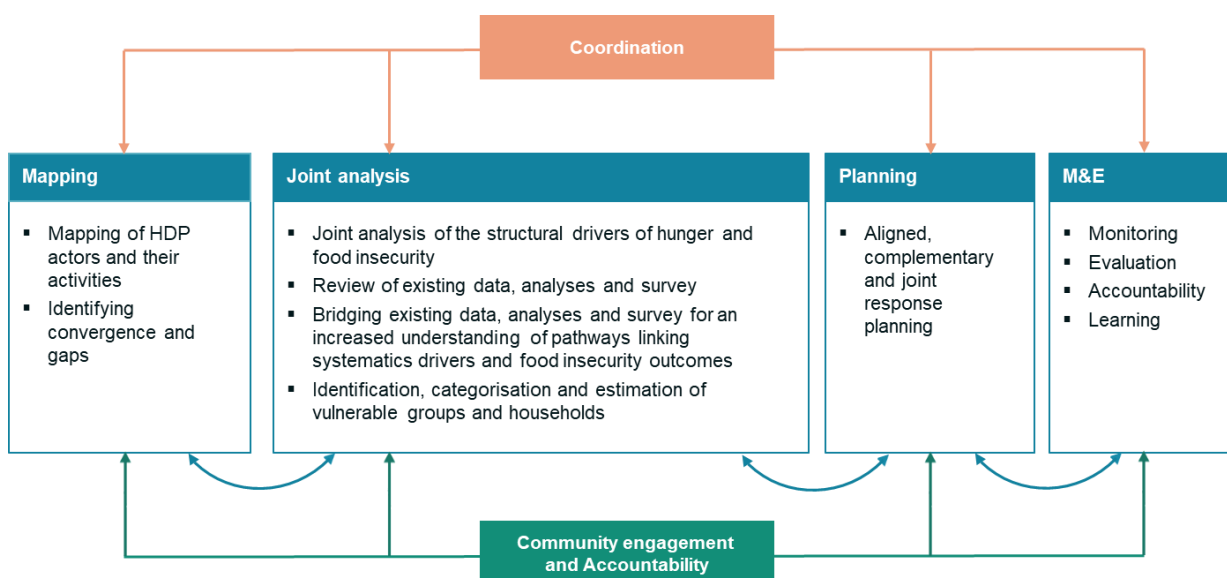 Coordination
Mapping
Mapping of HDP
actors and their
activities
Identifying
convergence and
gaps
Joint analysis
Joint analysis of the structural drivers of hunger and
food insecurity
Review of existing data, analyses and survey
Bridging existing data, analyses and survey for an
increased understanding of pathways linking
systematics drivers and food insecurity outcomes
Identification, categorisation and estimation of
vulnerable groups and households
Planning
Aligned,
complementary
and joint
response
planning
M&E
Monitoring
Evaluation
Accountability
Learning
Community engagement
and Accountability